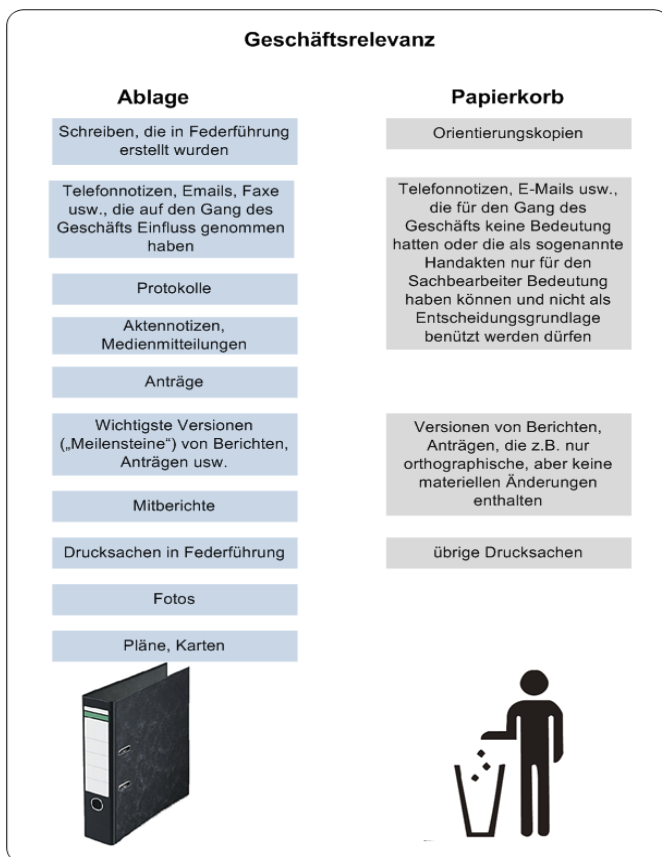 Geschäftsrelevanz
Ablage
Schreiben, die in Federführung
erstellt wurden
Telefonnotizen, Emails, Faxe
usw., die auf den Gang des
Geschäfts Einfluss genommen
haben
Protokolle
Aktennotizen,
Medienmitteilungen
Anträge
Wichtigste Versionen
(„Meilensteine“) von Berichten,
Anträgen usw.
Mitberichte
Drucksachen in Federführung
Fotos
Pläne, Karten
Papierkorb
Orientierungskopien
Telefonnotizen, E-Mails usw.,
die für den Gang des
Geschäfts keine Bedeutung
hatten oder die als sogenannte
Handakten nur für den
Sachbearbeiter Bedeutung
haben können und nicht als
Entscheidungsgrundlage
benützt werden dürfen
Versionen von Berichten,
Anträgen, die z.B. nur
orthographische, aber keine
materiellen Änderungen
enthalten
übrige Drucksachen